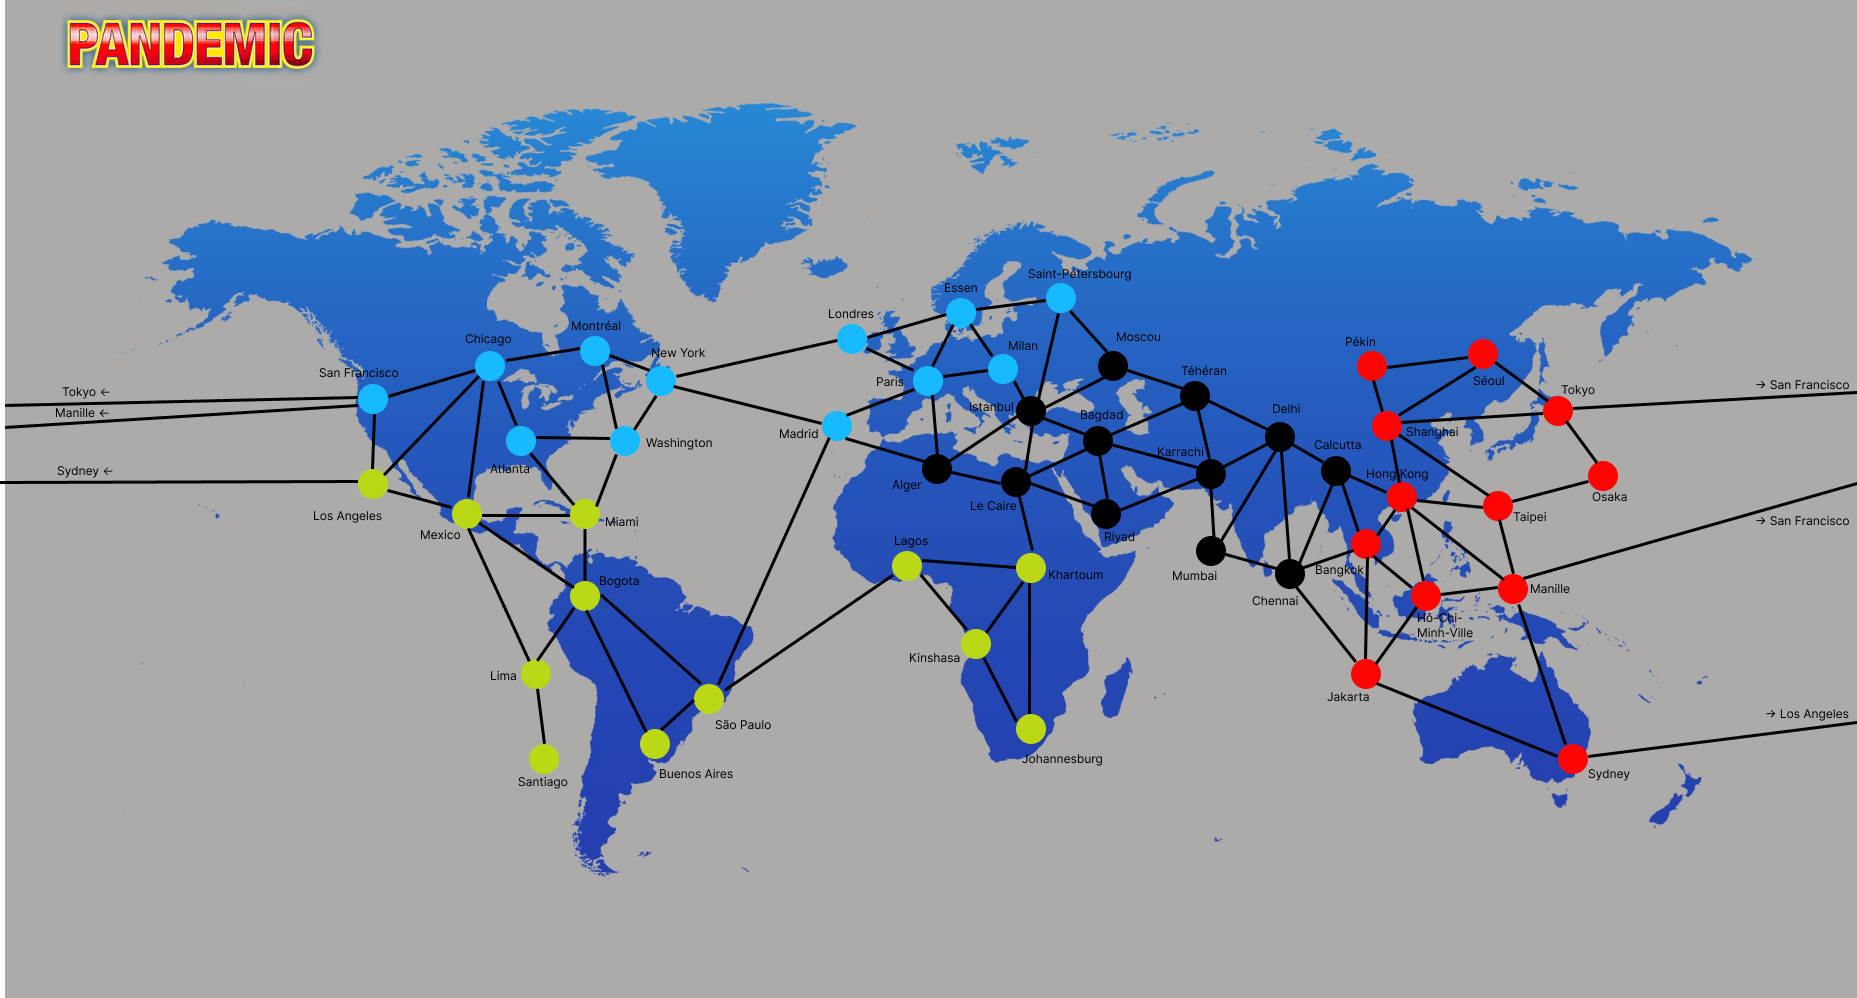 PANDEMIC
Saint-Pétersbourg
Essen
Londres
Montréal
Chicago
Moscou
Pékin
Milan
New York
San Francisco
Téhéran
Séoul
Paris
Tokyo ←
→ San Francisco
Tokyo
Manille ←
Istanbul
Bagdad
Delhi
Madrid
Shanghai
Washington
Calcutta
Karrachi
Atlanta
Sydney ←
Hong Kong
Alger
Osaka
Le Caire
Los Angeles
Miami
Taipei
→ San Francisco
Mexico
Riyad
Lagos
Bangkok
Khartoum
Mumbai
Bogota
Manille
Chennai
Hô-Chi-
Minh-Ville
Kinshasa
Lima
Jakarta
→ Los Angeles
São Paulo
Johannesburg
Buenos Aires
Sydney
Santiago